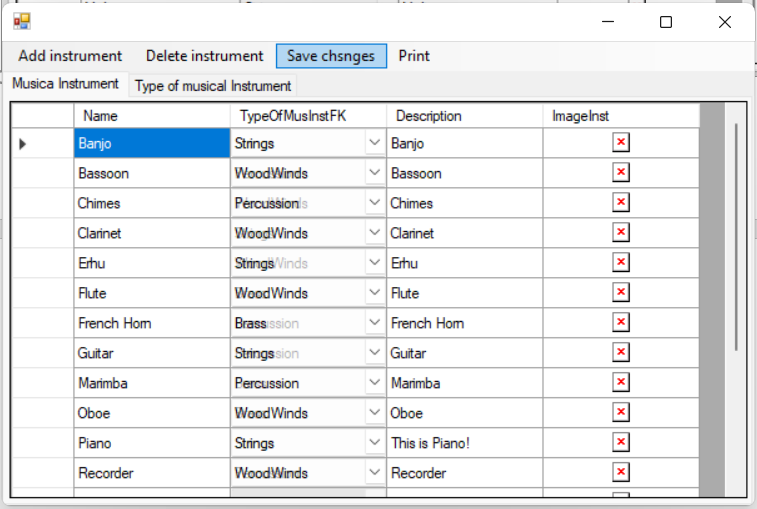 Add instrument Delete instrument Save chsnges Print
Musica Instrument Type of musical Instrument
Name TypeOfMusInstFK Description ImageInst
Banjo Strings Banjo
Bassoon WoodWinds Bassoon
Chimes Percussion Chimes
Clarinet WoodWinds Clarinet
Erhu Strings Erhu
Flute WoodWinds Flute
French Horn Brass French Horn
Guitar Strings Guitar
Marimba Percussion Marimba
Oboe WoodWinds Oboe
Piano Strings This is Piano!
Recorder WoodWinds Recorder